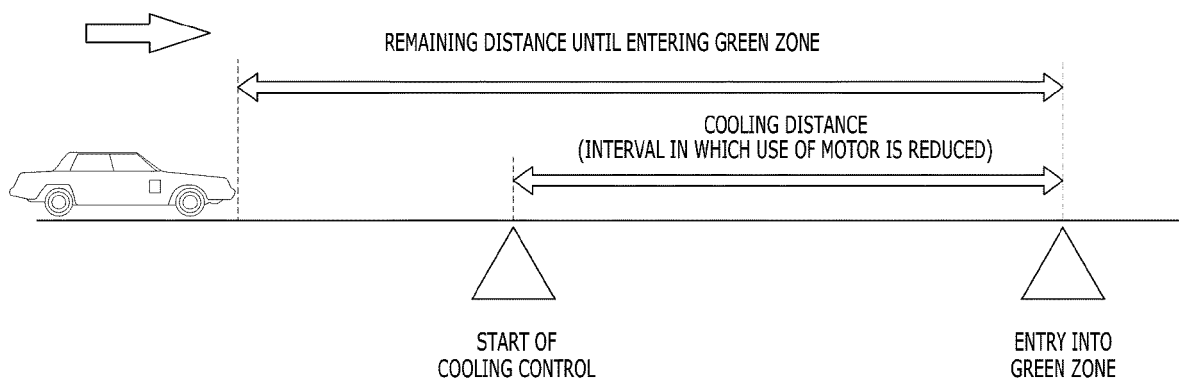 REMAINING DISTANCE UNTIL ENTERING GREEN ZONE
COOLING DISTANCE
(INTERVAL IN WHICH USE OF MOTOR IS REDUCED)
START OF
COOLING CONTROL
ENTRY INTO
GREEN ZONE